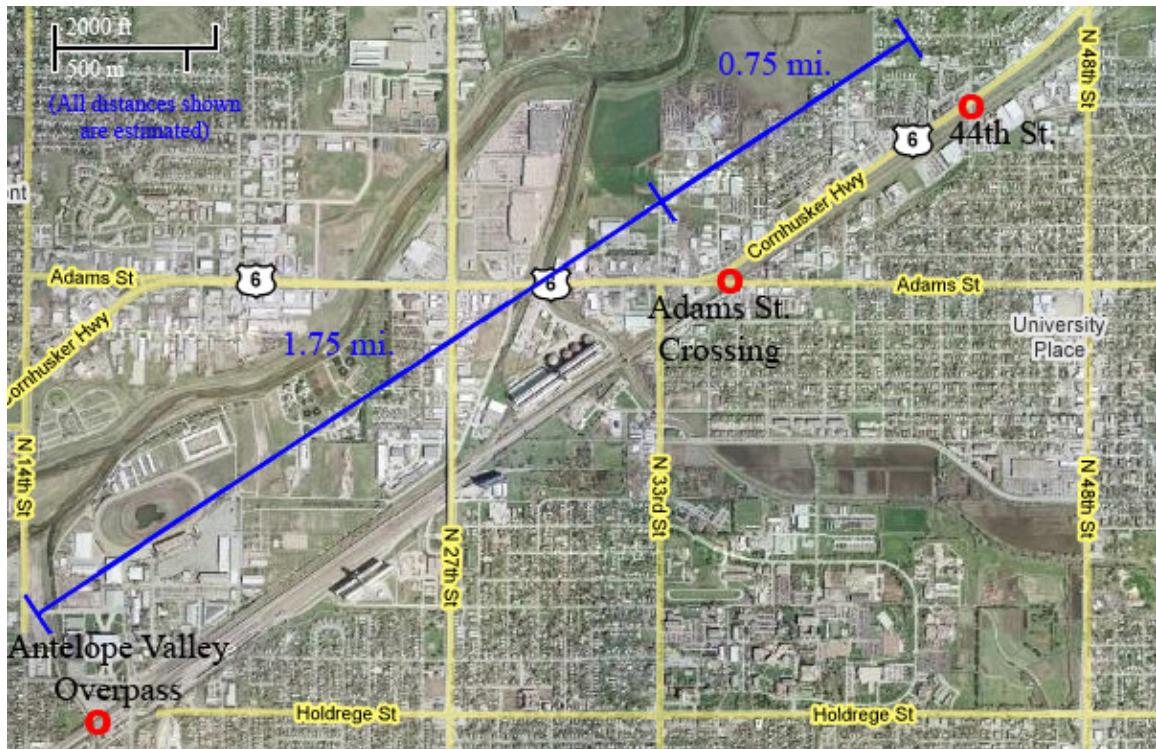 2000 ft
500 m
(All distances shown
are estimated)
0.75 mi.
N 48th St
44th St.
6
Cornhusker Hwy
nt
Adams St
6
6
Adams St
Adams St.
Crossing
University
Place
1.75 mi.
Cornhusker Hwy
N 14th St
N 27th St
N 33rd St
N 48th St
Antelope Valley
Overpass
Holdrege St
Holdrege St